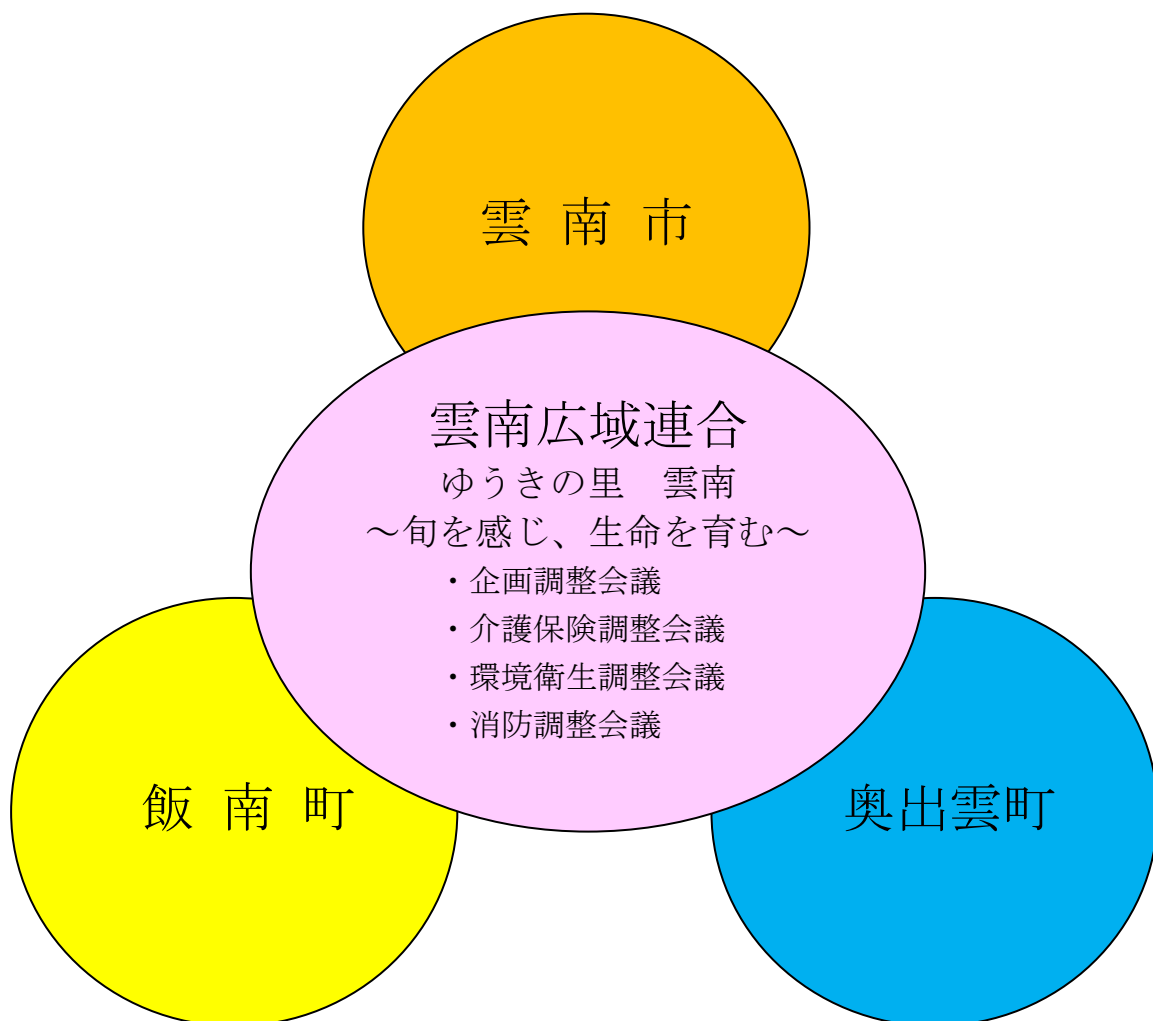 雲 南 市
雲南広域連合
ゆうきの里　雲南
～旬を感じ、生命を育む～
・企画調整会議
・介護保険調整会議
・環境衛生調整会議
・消防調整会議
飯 南 町
奥出雲町